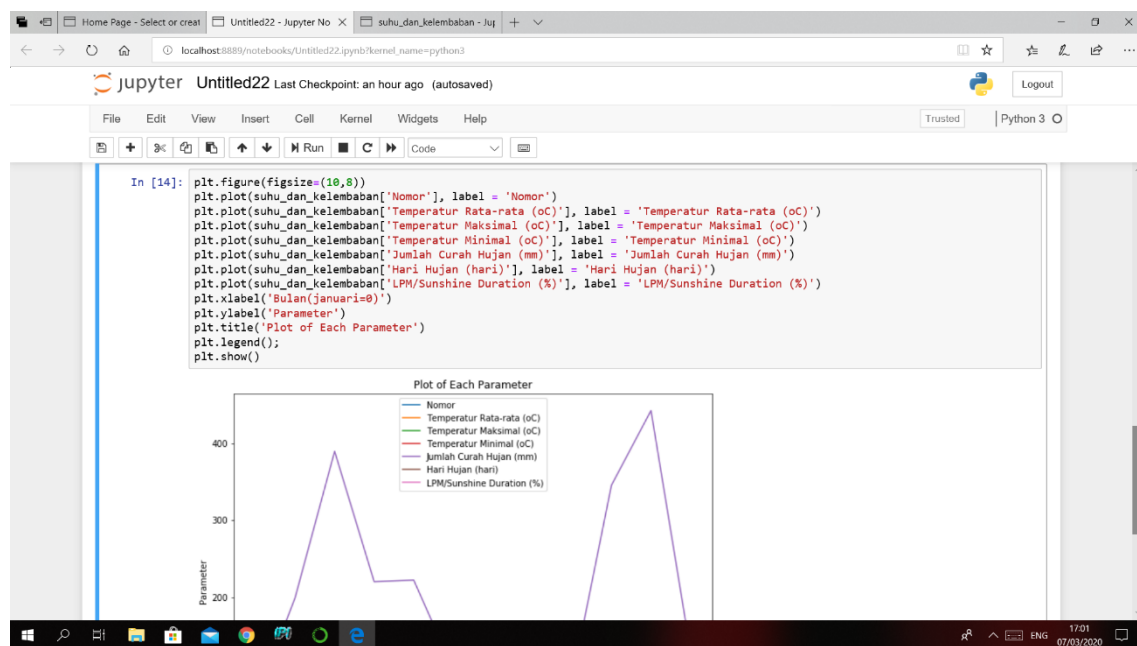 Home Page - Select or creat
Untitled22 - Jupyter No
suhu_dan_kelembaban - Jup
localhost:8889/notebooks/Untitled22.ipynb?kernel_name=python3
jupyter Untitled22 Last Checkpoint: an hour ago (autosaved)
Logout
File Edit View Insert Cell Kernel Widgets Help
Trusted
Python 3
Run
Code
In [14]:
plt.figure(figsize=(10,8))
plt.plot(suhu_dan_kelembaban['Nomor'], label = 'Nomor')
plt.plot(suhu_dan_kelembaban['Temperatur Rata-rata (oC)'], label = 'Temperatur Rata-rata (oC)')
plt.plot(suhu_dan_kelembaban['Temperatur Maksimal (oC)'], label = 'Temperatur Maksimal (oC)')
plt.plot(suhu_dan_kelembaban['Temperatur Minimal (oC)'], label = 'Temperatur Minimal (oC)')
plt.plot(suhu_dan_kelembaban['Jumlah Curah Hujan (mm)'], label = 'Jumlah Curah Hujan (mm)')
plt.plot(suhu_dan_kelembaban['Hari Hujan (hari)'], label = 'Hari Hujan (hari)')
plt.plot(suhu_dan_kelembaban['LPM/Sunshine Duration (%)'], label = 'LPM/Sunshine Duration (%)')
plt.xlabel('Bulan(januari=0)')
plt.ylabel('Parameter')
plt.title('Plot of Each Parameter')
plt.legend();
plt.show()
Plot of Each Parameter
Nomor
Temperatur Rata-rata (oC)
Temperatur Maksimal (oC)
Temperatur Minimal (oC)
Jumlah Curah Hujan (mm)
Hari Hujan (hari)
LPM/Sunshine Duration (%)
400
300
200
Parameter
ENG
17:01
07/03/2020